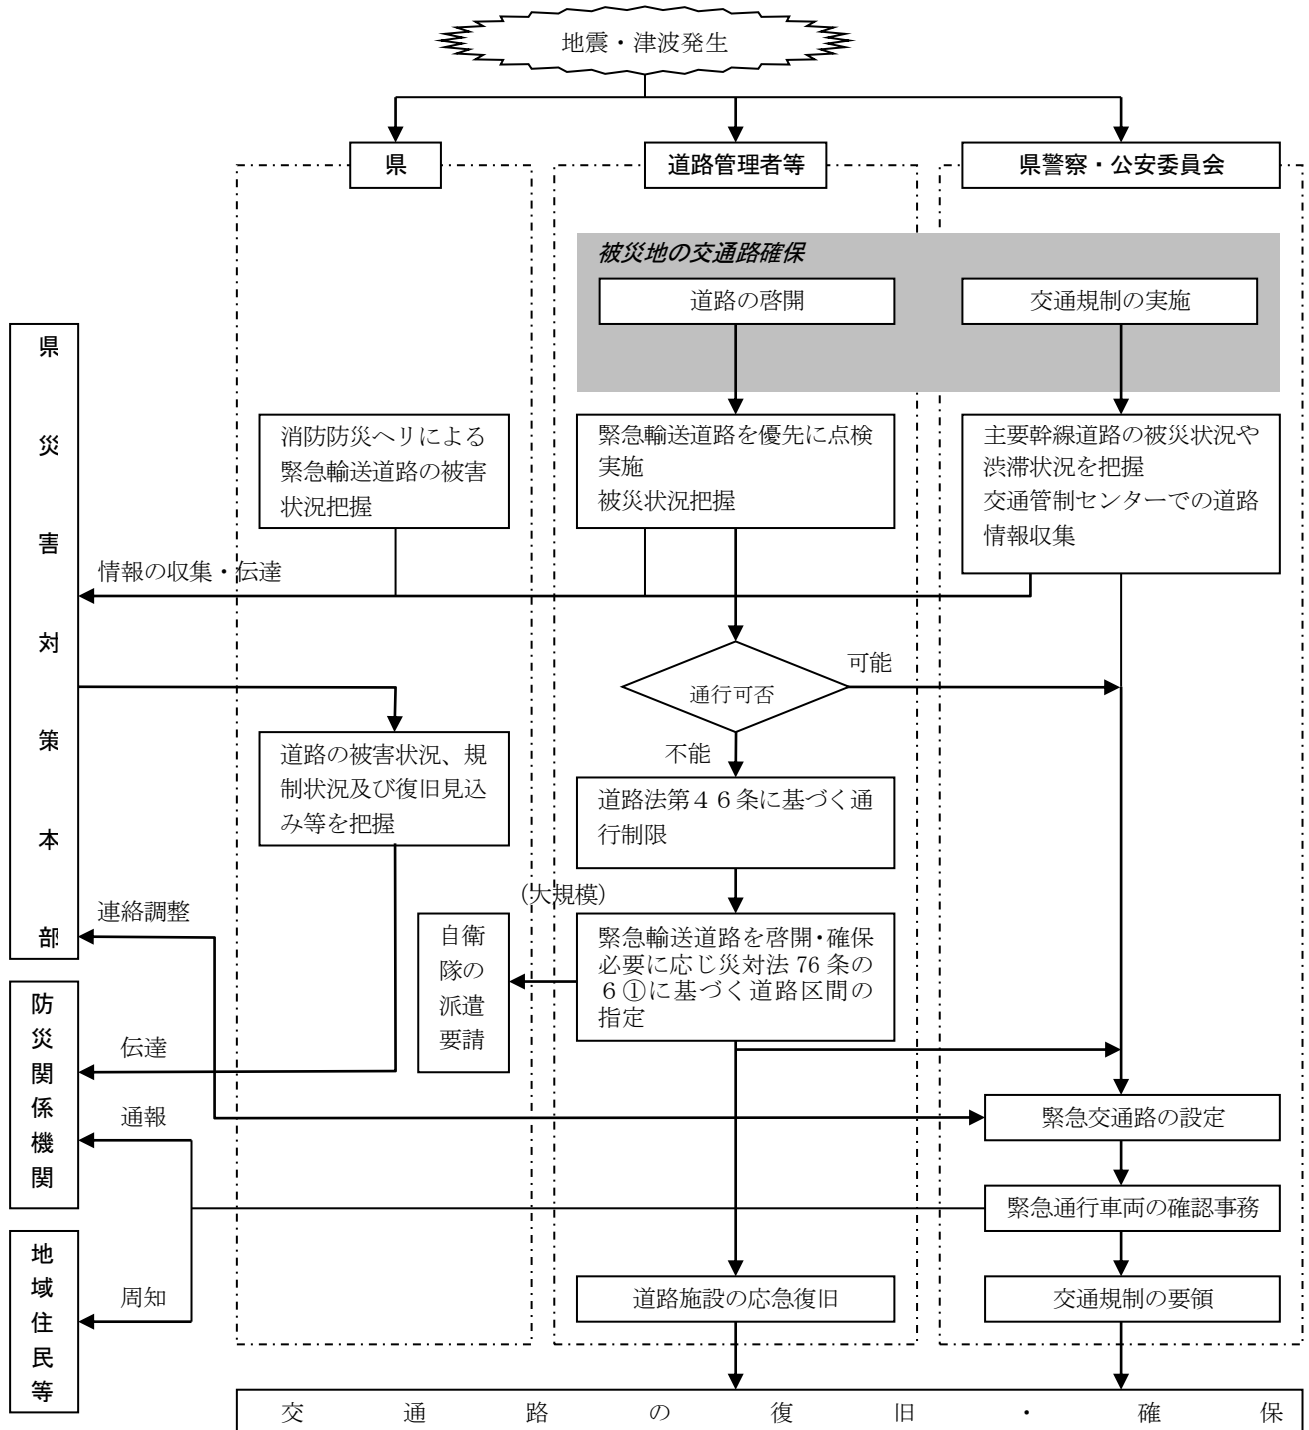 地震・津波発生
県
道路管理者等
県警察・公安委員会
被災地の交通路確保
道路の啓開
交通規制の実施
県災害対策本部
消防防災ヘリによる
緊急輸送道路の被害
状況把握
緊急輸送道路を優先に点検
実施
被災状況把握
主要幹線道路の被災状況や
渋滞状況を把握
交通管制センターでの道路
情報収集
情報の収集・伝達
通行可否
可能
不能
道路の被害状況、規
制状況及び復旧見込
み等を把握
道路法第46条に基づく通
行制限
(大規模)
連絡調整
自衛
隊の
派遣
要請
緊急輸送道路を啓開・確保
必要に応じ災対法 76 条の
6①に基づく道路区間の
指定
防災関係機関
伝達
通報
緊急交通路の設定
緊急通行車両の確認事務
地域住民等
周知
道路施設の応急復旧
交通規制の要領
交通路の復旧・確保